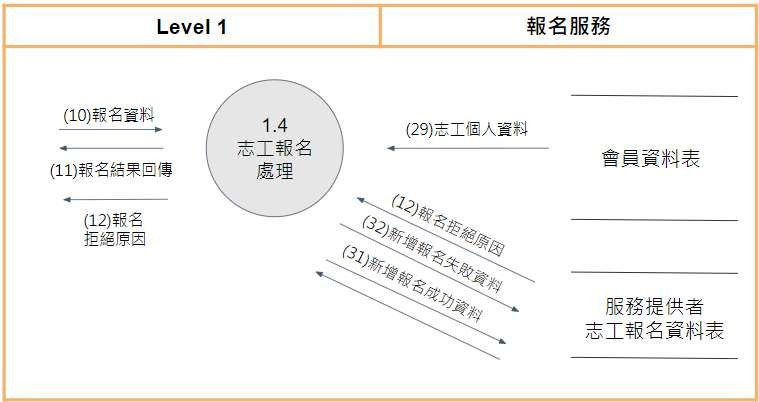 Level 1
報名服務
(10)報名資料
(11)報名結果回傳
(12)報名
拒絕原因
1.4
志工報名
處理
(29)志工個人資料
會員資料表
(12)報名拒絕原因
(32)新增報名失敗資料
(31)新增報名成功資料
服務提供者
志工報名資料表